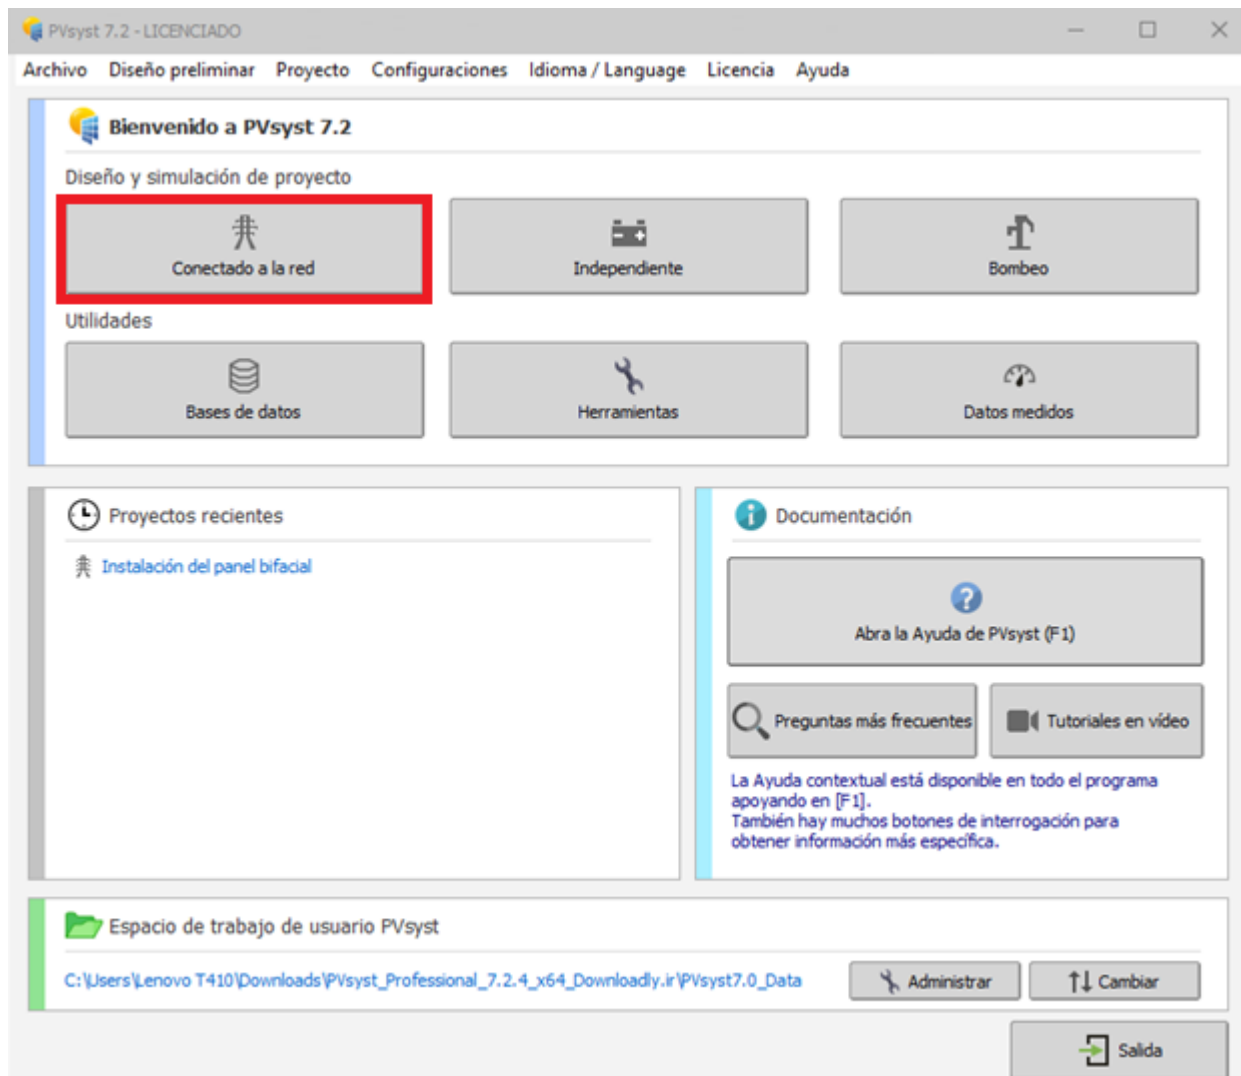 PVsyst 7.2 - LICENCIADO
Archivo Diseño preliminar Proyecto Configuraciones Idioma / Language Licencia Ayuda
Bienvenido a PVsyst 7.2
Diseño y simulación de proyecto
Conectado a la red Independiente Bombeo
Utilidades
Bases de datos Herramientas Datos medidos
Proyectos recientes
Instalación del panel bifacial
Documentación
Abra la Ayuda de PVsyst (F1)
Preguntas más frecuentes Tutoriales en vídeo
La Ayuda contextual está disponible en todo el programa
apoyando en [F1].
También hay muchos botones de interrogación para
obtener información más específica.
Espacio de trabajo de usuario PVsyst
C:\Users\Lenovo T410\Downloads\PVsyst_Professional_7.2.4_x64_Downloadly.ir\PVsyst7.0_Data Administrar Cambiar
Salida